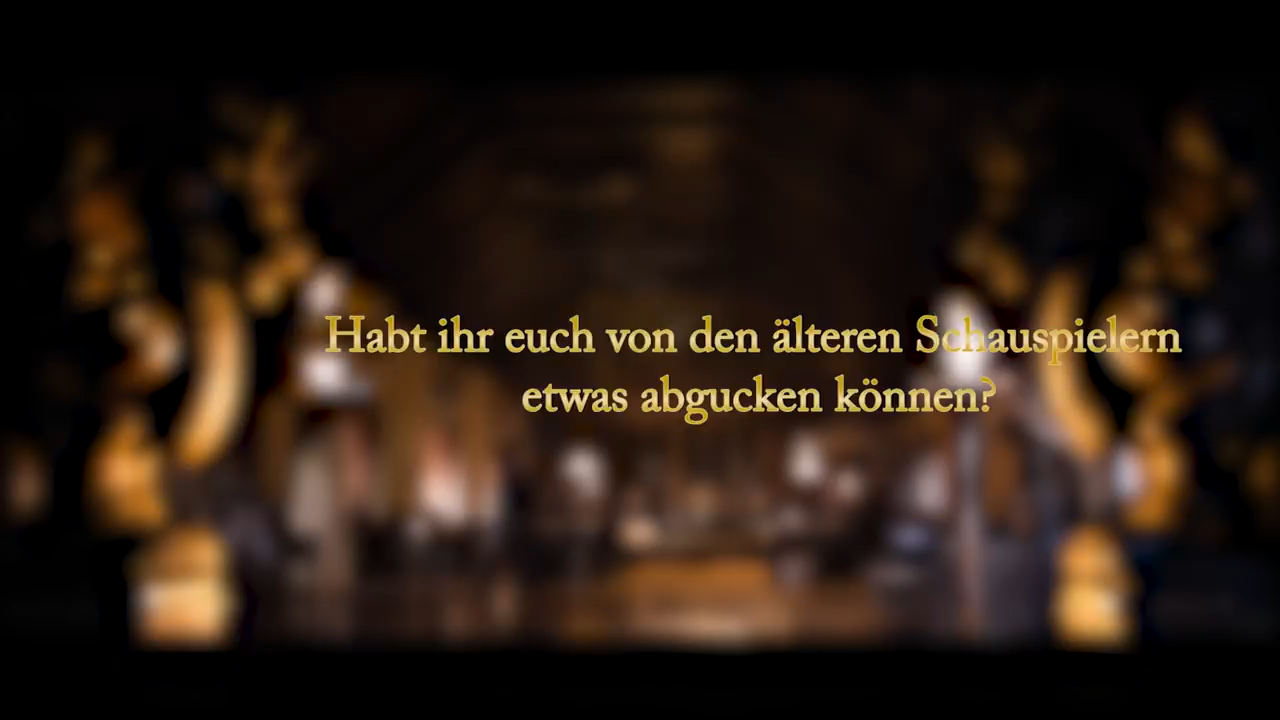 Habt ihr euch von den älteren Schauspielern
etwas abgucken können?